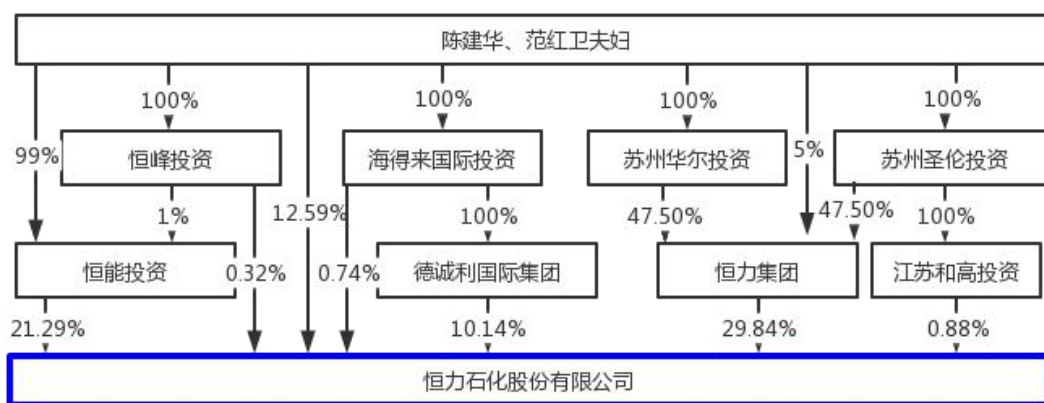 陈建华、范红卫夫妇
100% 100% 100% 100%
99% 恒峰投资 海得来国际投资 苏州华尔投资 5% 苏州圣伦投资
1% 12.59% 100% 47.50% 47.50% 100%
恒能投资 0.32% 0.74% 德诚利国际集团 恒力集团 江苏和高投资
21.29% 10.14% 29.84% 0.88%
恒力石化股份有限公司